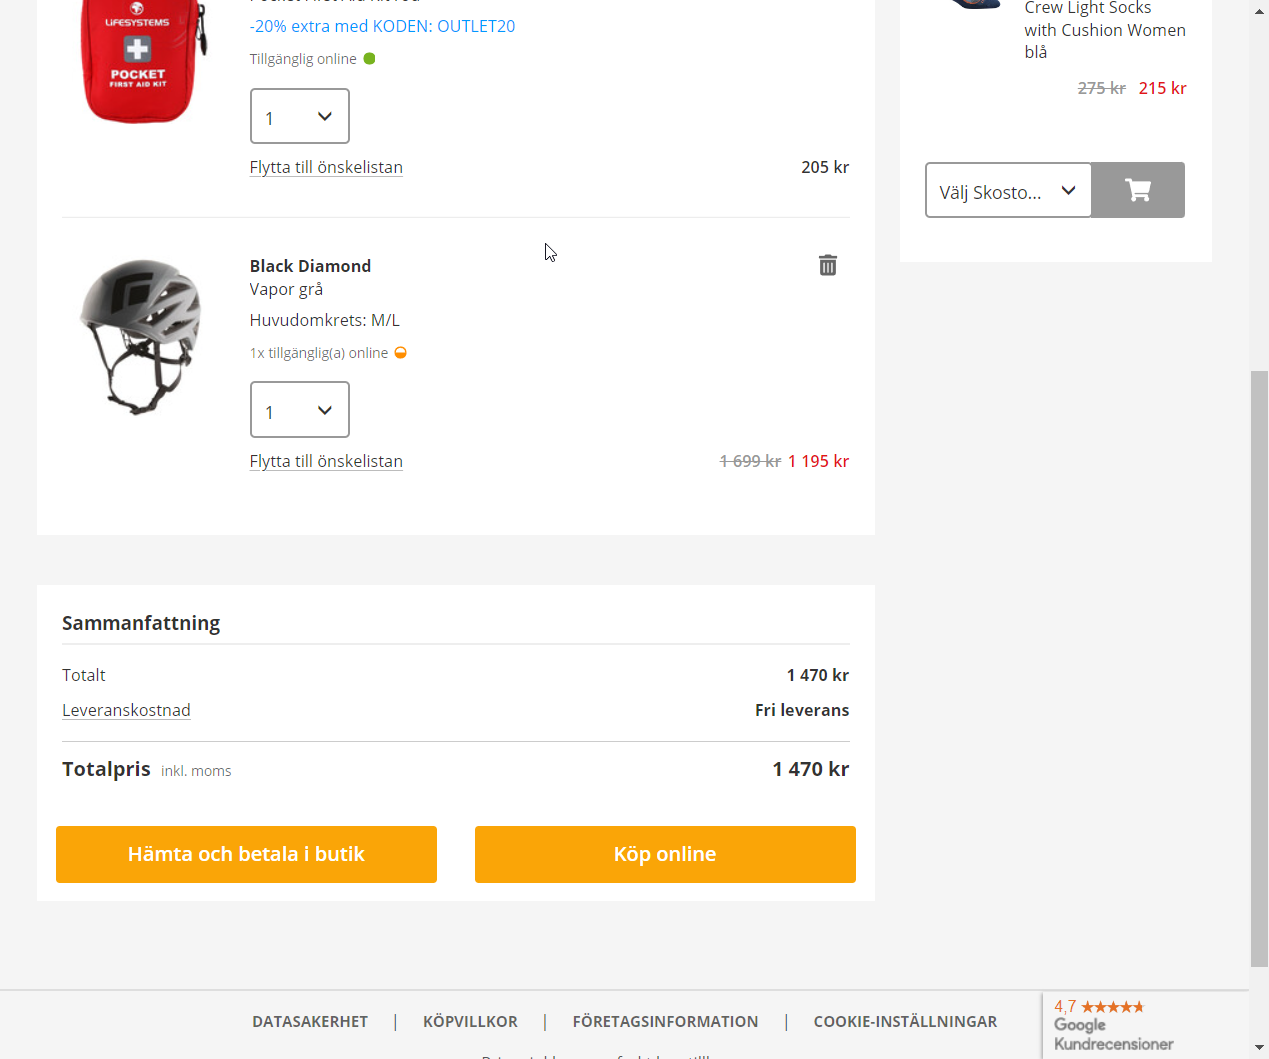 LIFESYSTEMS
POCKET
FIRST AID KIT
-20% extra med KODEN: OUTLET20
Tillgänglig online
1
Flytta till önskelistan
205 kr
Black Diamond
Vapor grå
Huvudomkrets: M/L
1x tillgänglig(a) online
1
Flytta till önskelistan
1 699 kr 1 195 kr
Sammanfattning
Totalt 1 470 kr
Leveranskostnad Fri leverans
Totalpris inkl. moms 1 470 kr
Hämta och betala i butik
Köp online
Crew Light Socks
with Cushion Women
blå
275 kr 215 kr
Välj Skosto...
DATASAKERHET | KÖPVILLKOR | FÖRETAGSINFORMATION | COOKIE-INSTÄLLNINGAR
4,7
Google
Kundrecensioner